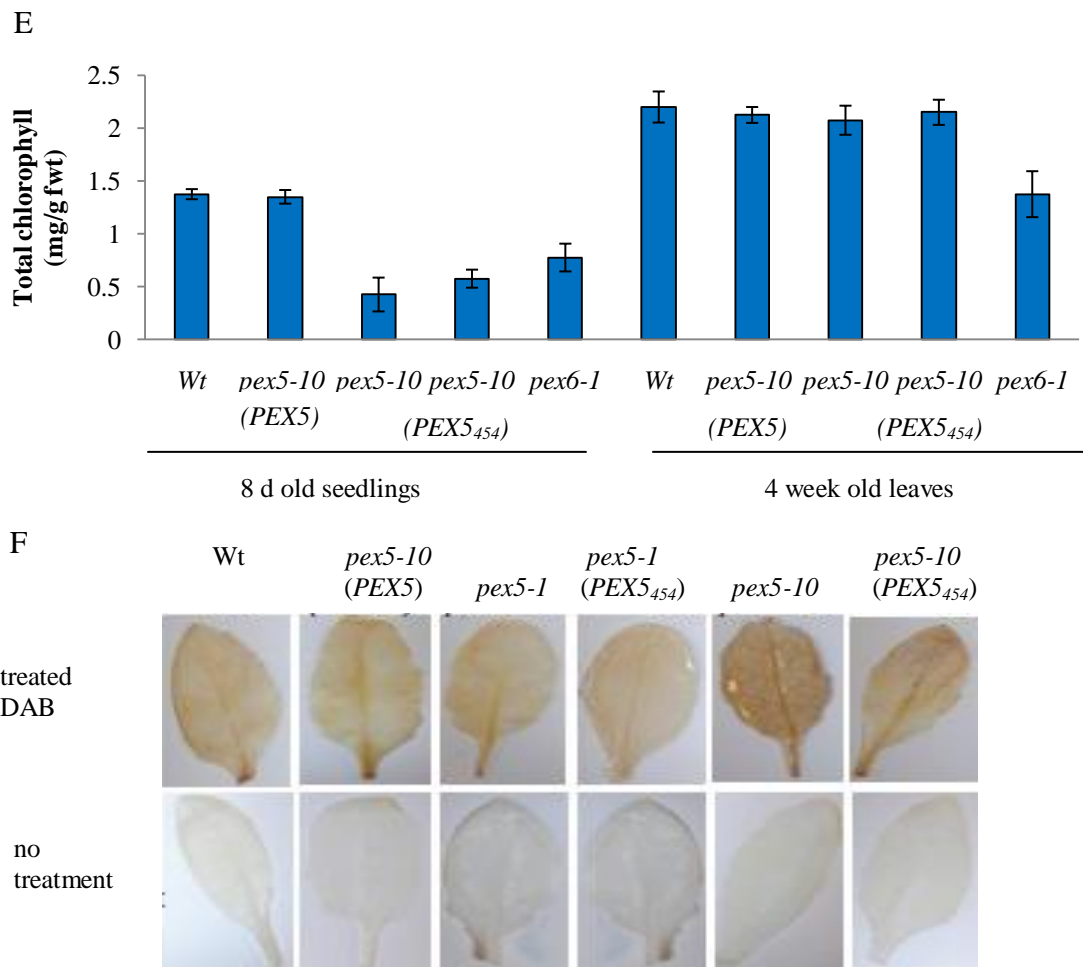 E
Total chlorophyll
(mg/g fwt)
2.5
2
1.5
1
0.5
0
Wt pex5-10 pex5-10 pex5-10 pex6-1 Wt pex5-10 pex5-10 pex5-10 pex6-1
(PEX5) (PEX5454) (PEX5) (PEX5454)
8 d old seedlings 4 week old leaves
F
Wt pex5-10 pex5-1 pex5-10
(PEX5) pex5-1 (PEX5454) pex5-10 (PEX5454)
treated
DAB
no
treatment